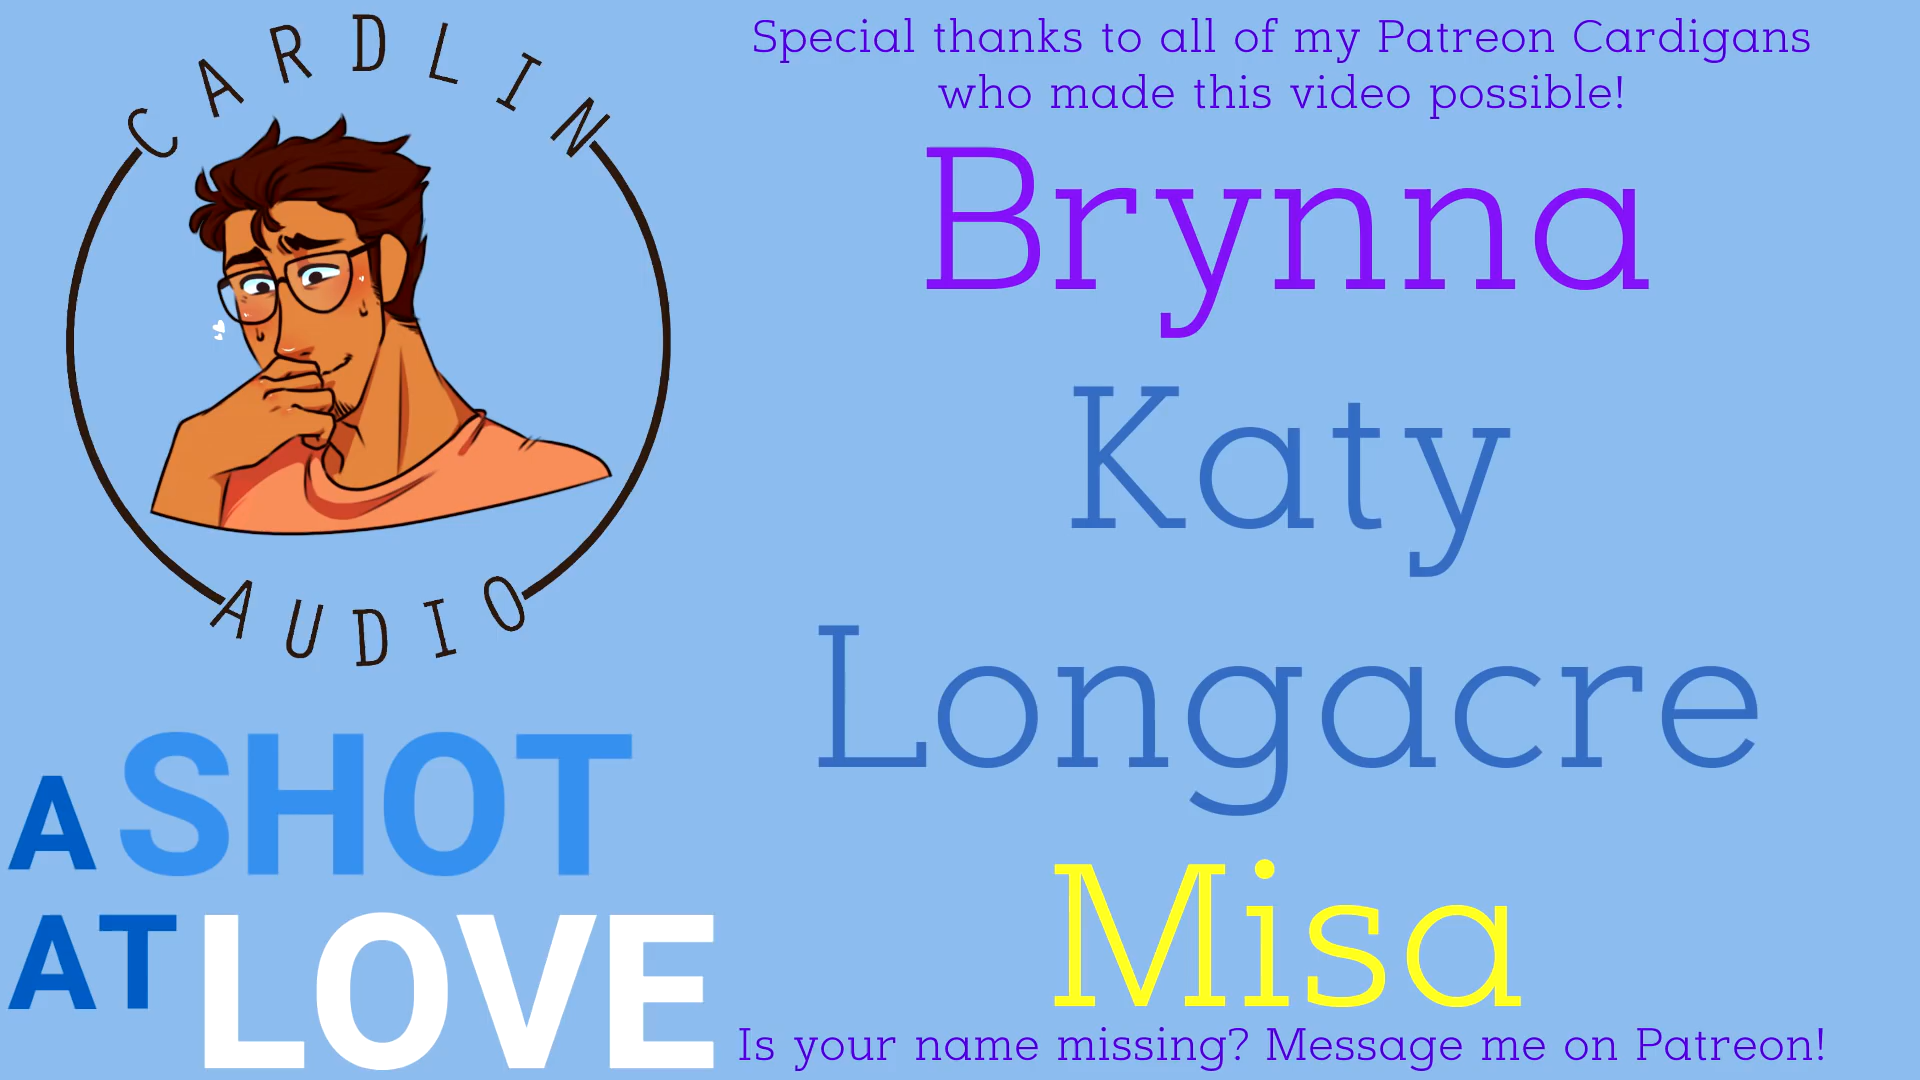 CARDLIN
AUDIO
A SHOT
AT LOVE
Special thanks to all of my Patreon Cardigans
who made this video possible!
Brynna
Katy
Longacre
Misa
Is your name missing? Message me on Patreon!